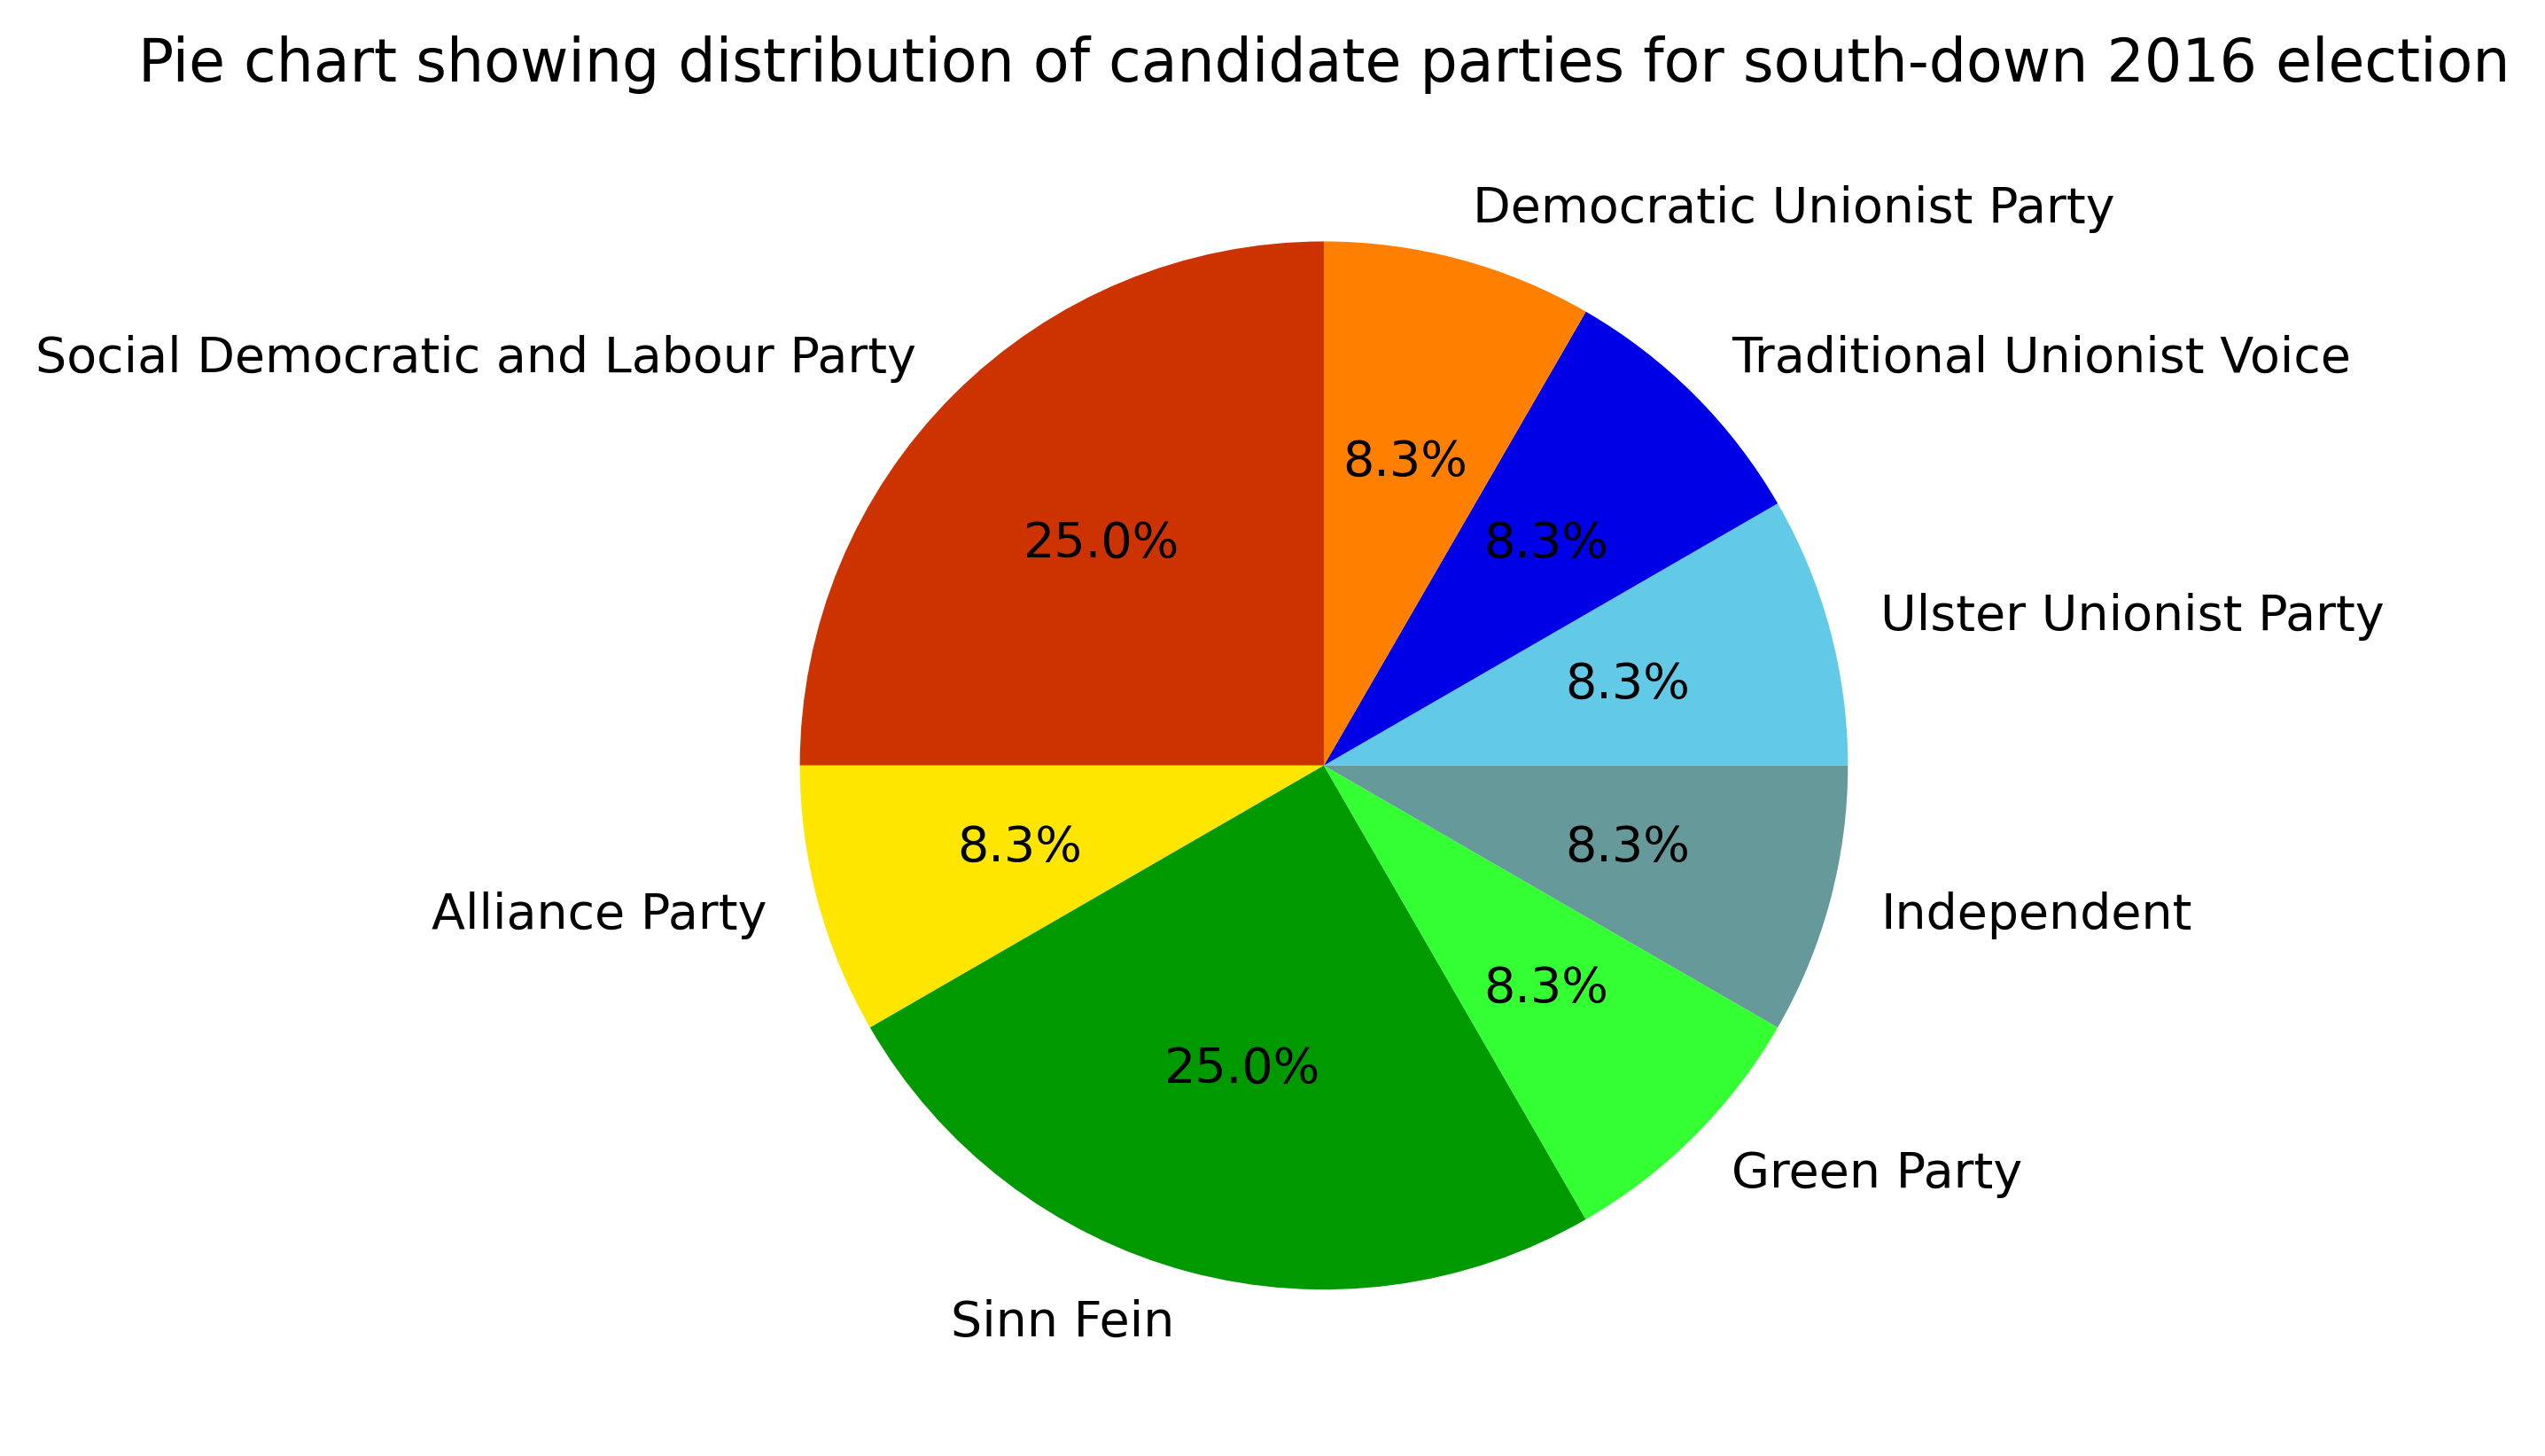 Pie chart showing distribution of candidate parties for south-down 2016 election
Democratic Unionist Party
Social Democratic and Labour Party
Traditional Unionist Voice
8.3%
25.0%
8.3%
Ulster Unionist Party
8.3%
8.3%
8.3%
Alliance Party
Independent
8.3%
25.0%
Green Party
Sinn Fein